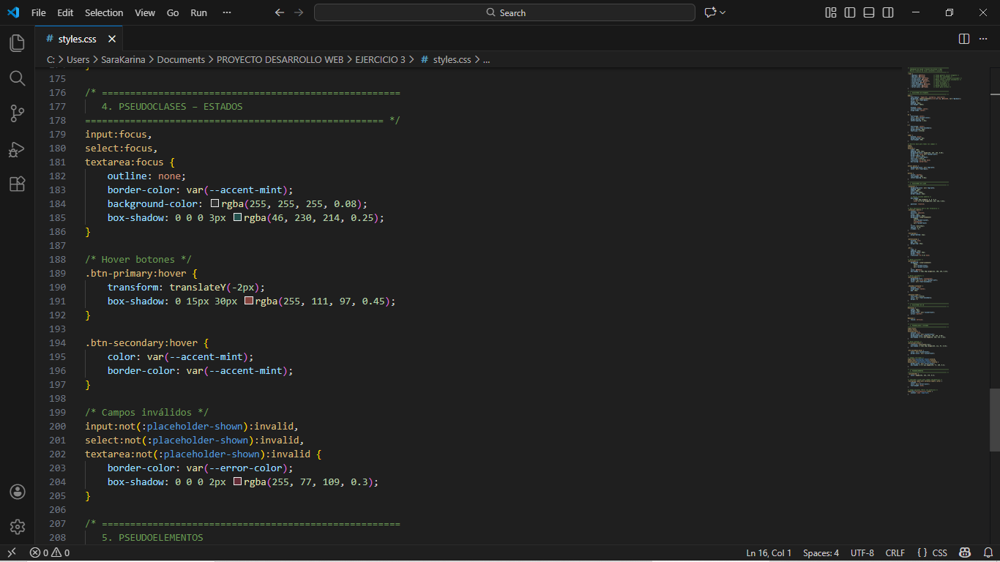 File Edit Selection View Go Run ··· Search
# styles.css
C: > Users > SaraKarina > Documents > PROYECTO DESARROLLO WEB > EJERCICIO 3 > # styles.css > ...
175
176 /* =====================================================
177    4. PSEUDOCLASES – ESTADOS
178 ===================================================== */
179 input:focus,
180 select:focus,
181 textarea:focus {
182     outline: none;
183     border-color: var(--accent-mint);
184     background-color: rgba(255, 255, 255, 0.08);
185     box-shadow: 0 0 0 3px rgba(46, 230, 214, 0.25);
186 }
187
188 /* Hover botones */
189 .btn-primary:hover {
190     transform: translateY(-2px);
191     box-shadow: 0 15px 30px rgba(255, 111, 97, 0.45);
192 }
193
194 .btn-secondary:hover {
195     color: var(--accent-mint);
196     border-color: var(--accent-mint);
197 }
198
199 /* Campos inválidos */
200 input:not(:placeholder-shown):invalid,
201 select:not(:placeholder-shown):invalid,
202 textarea:not(:placeholder-shown):invalid {
203     border-color: var(--error-color);
204     box-shadow: 0 0 0 2px rgba(255, 77, 109, 0.3);
205 }
206
207 /* =====================================================
208    5. PSEUDOELEMENTOS
0 0 Ln 16, Col 1 Spaces: 4 UTF-8 CRLF { } CSS